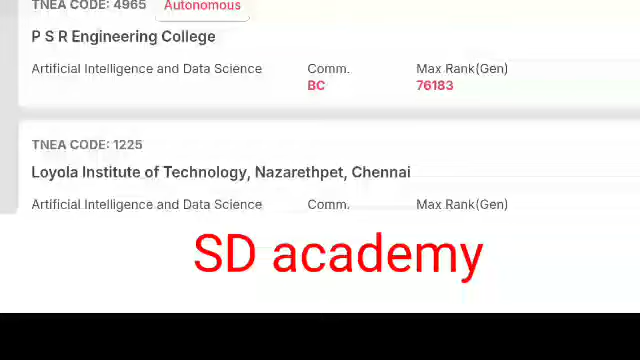 TNEA CODE: 4965 Autonomous
P S R Engineering College
Artificial Intelligence and Data Science Comm. Max Rank(Gen)
BC 76183
TNEA CODE: 1225
Loyola Institute of Technology, Nazarethpet, Chennai
Artificial Intelligence and Data Science Comm. Max Rank(Gen)
SD academy